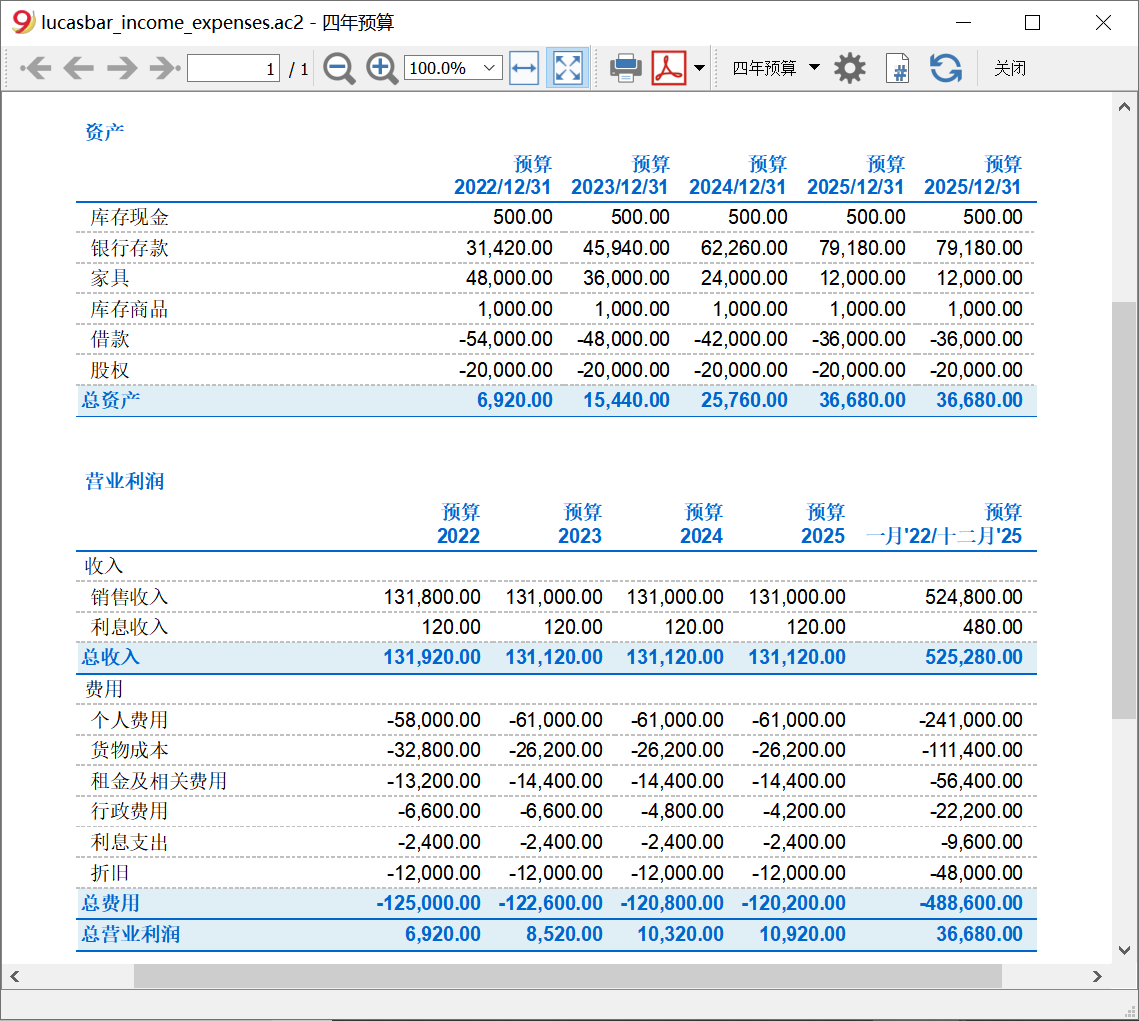 lucasbar_income_expenses.ac2 - 四年预算
1 / 1 100.0% 四年预算 # 关闭
资产
预算 预算 预算 预算 预算
2022/12/31 2023/12/31 2024/12/31 2025/12/31 2025/12/31
库存现金 500.00 500.00 500.00 500.00 500.00
银行存款 31,420.00 45,940.00 62,260.00 79,180.00 79,180.00
家具 48,000.00 36,000.00 24,000.00 12,000.00 12,000.00
库存商品 1,000.00 1,000.00 1,000.00 1,000.00 1,000.00
借款 -54,000.00 -48,000.00 -42,000.00 -36,000.00 -36,000.00
股权 -20,000.00 -20,000.00 -20,000.00 -20,000.00 -20,000.00
总资产 6,920.00 15,440.00 25,760.00 36,680.00 36,680.00
营业利润
预算 预算 预算 预算 预算
2022 2023 2024 2025 一月'22/十二月'25
收入
销售收入 131,800.00 131,000.00 131,000.00 131,000.00 524,800.00
利息收入 120.00 120.00 120.00 120.00 480.00
总收入 131,920.00 131,120.00 131,120.00 131,120.00 525,280.00
费用
个人费用 -58,000.00 -61,000.00 -61,000.00 -61,000.00 -241,000.00
货物成本 -32,800.00 -26,200.00 -26,200.00 -26,200.00 -111,400.00
租金及相关费用 -13,200.00 -14,400.00 -14,400.00 -14,400.00 -56,400.00
行政费用 -6,600.00 -6,600.00 -4,800.00 -4,200.00 -22,200.00
利息支出 -2,400.00 -2,400.00 -2,400.00 -2,400.00 -9,600.00
折旧 -12,000.00 -12,000.00 -12,000.00 -12,000.00 -48,000.00
总费用 -125,000.00 -122,600.00 -120,800.00 -120,200.00 -488,600.00
总营业利润 6,920.00 8,520.00 10,320.00 10,920.00 36,680.00